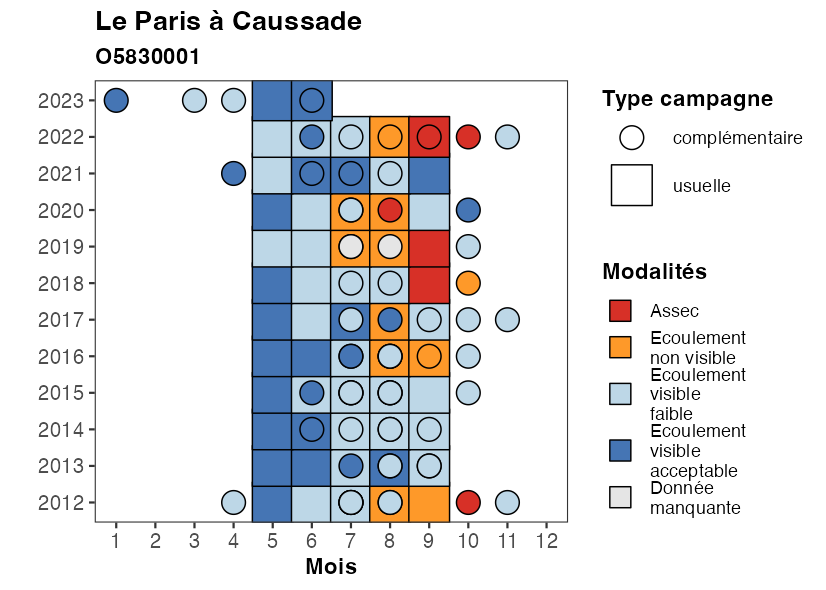 Le Paris à Caussade
O5830001
2023
2022
2021
2020
2019
2018
2017
2016
2015
2014
2013
2012
1 2 3 4 5 6 7 8 9 10 11 12
Mois
Type campagne
complémentaire
usuelle
Modalités
Assec
Ecoulement
non visible
Ecoulement
visible
faible
Ecoulement
visible
acceptable
Donnée
manquante